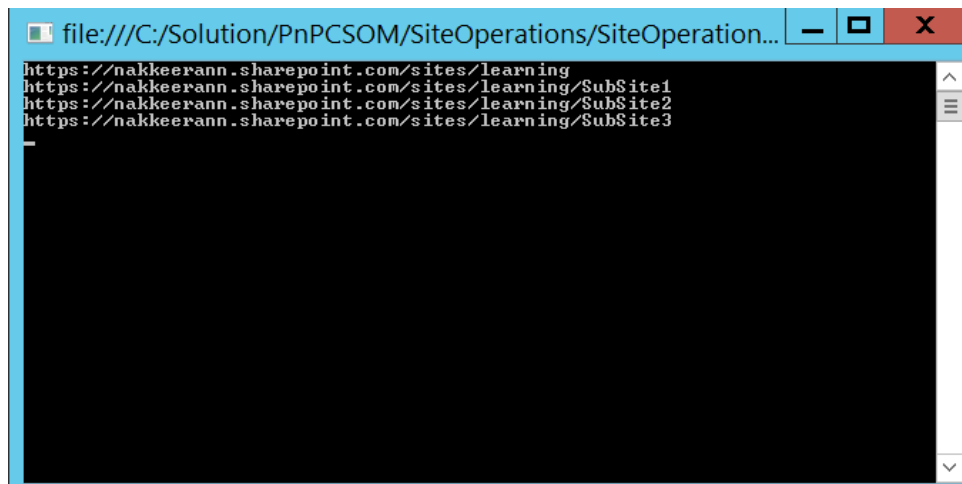 file:///C:/Solution/PnPCSOM/SiteOperations/SiteOperation...
https://nakkeerann.sharepoint.com/sites/learning
https://nakkeerann.sharepoint.com/sites/learning/SubSite1
https://nakkeerann.sharepoint.com/sites/learning/SubSite2
https://nakkeerann.sharepoint.com/sites/learning/SubSite3